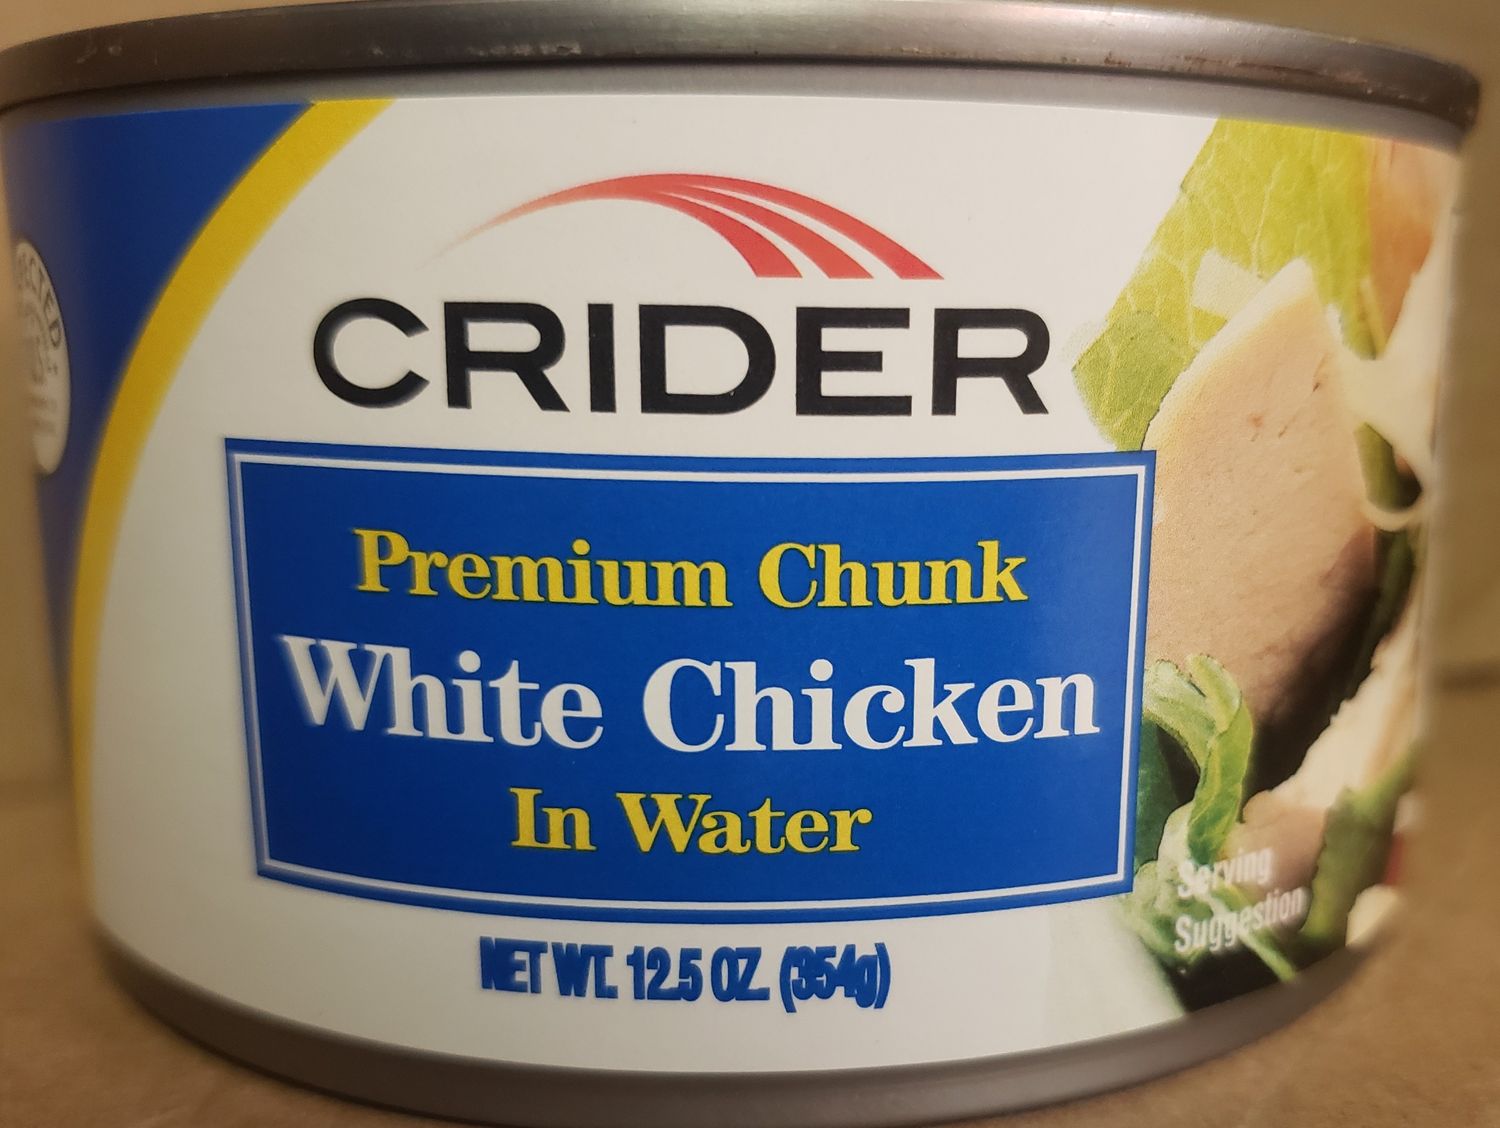 CRIDER
Premium Chunk
White Chicken
In Water
NET WT. 12.5 OZ. (354g)
Serving
Suggestion